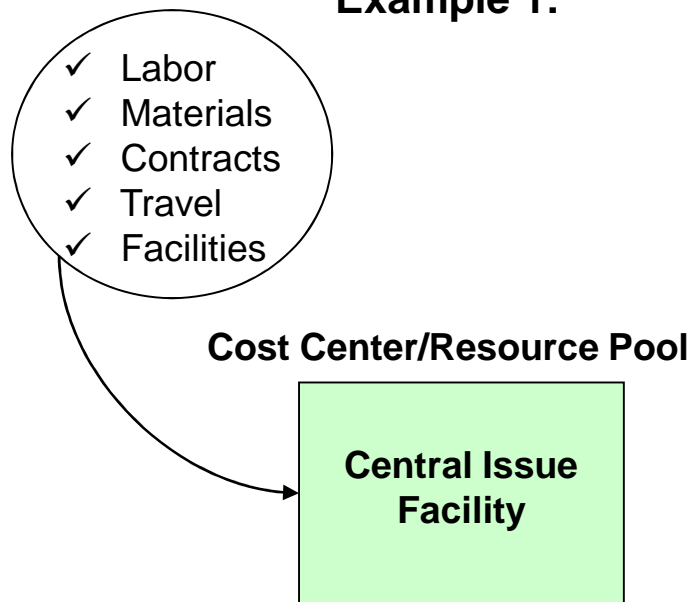 Example 1:
✓ Labor
✓ Materials
✓ Contracts
✓ Travel
✓ Facilities
Cost Center/Resource Pool
Central Issue
Facility